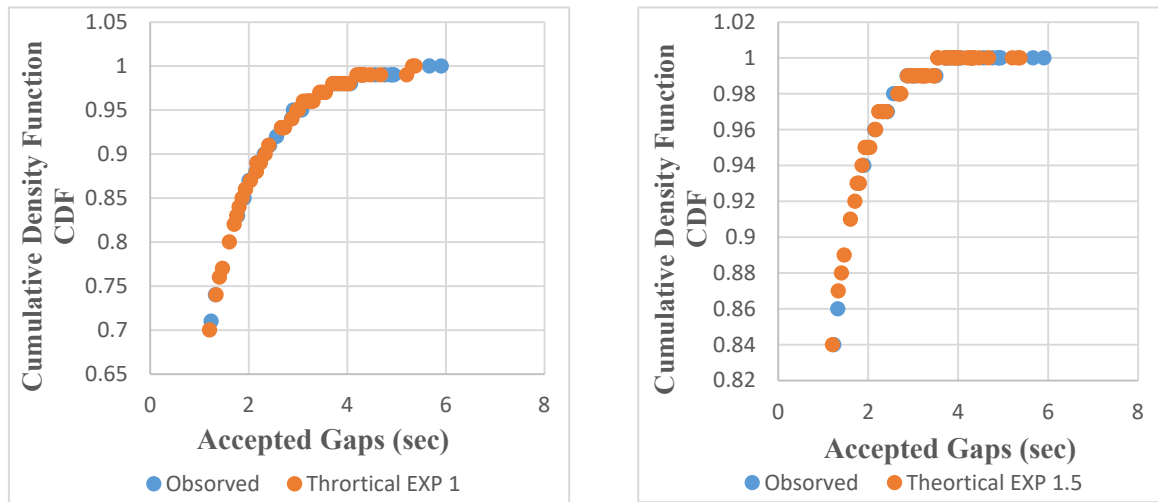 Cumulative Density Function
CDF
1.05
1
0.95
0.9
0.85
0.8
0.75
0.7
0.65
0 2 4 6 8
Accepted Gaps (sec)
Observed Thrortical EXP 1
Cumulative Density Function
CDF
1.02
1
0.98
0.96
0.94
0.92
0.9
0.88
0.86
0.84
0.82
0 2 4 6 8
Accepted Gaps (sec)
Observed Theortical EXP 1.5